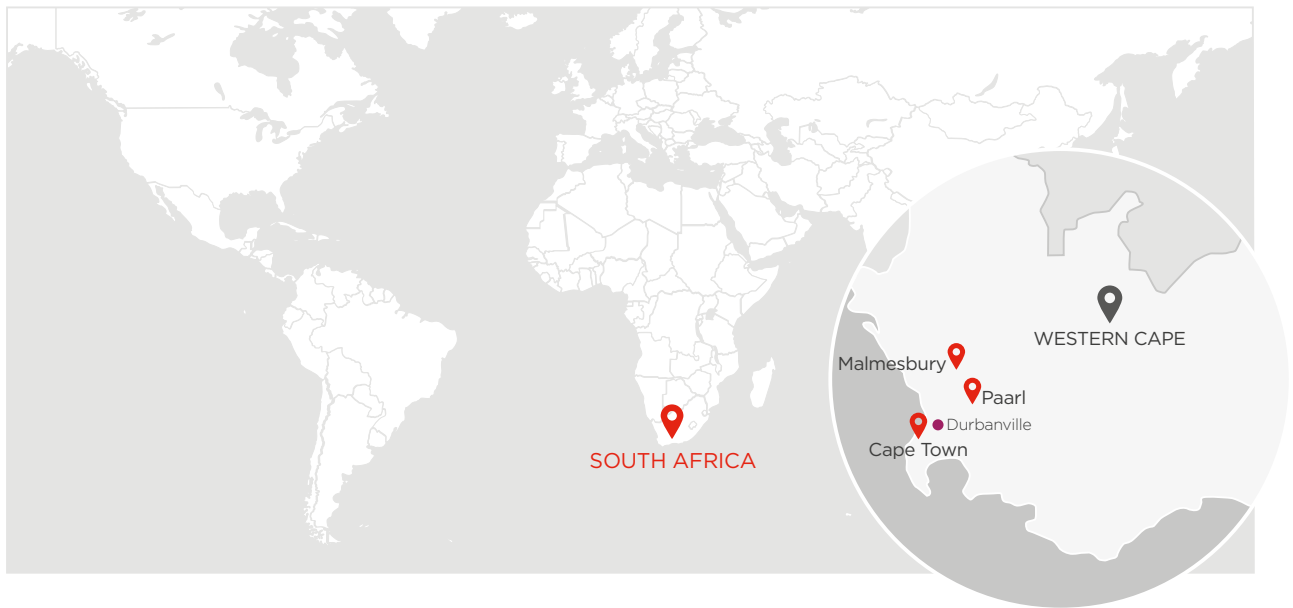 WESTERN CAPE
Malmesbury
Paarl
Durbanville
Cape Town
SOUTH AFRICA